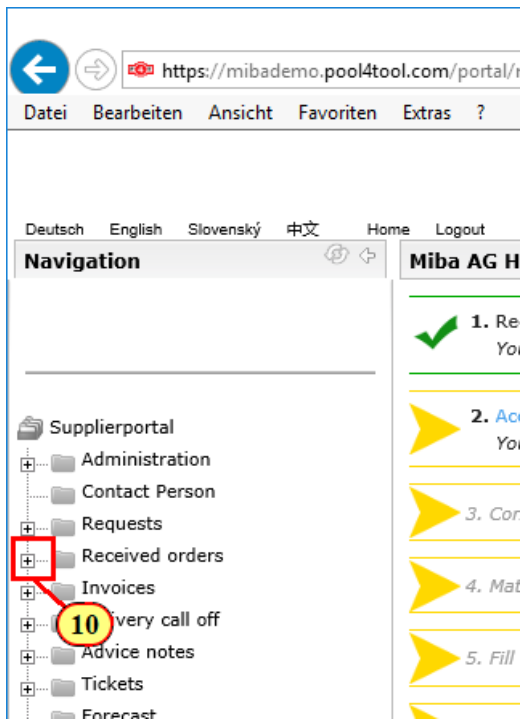 https://mibademo.pool4tool.com/portal/
Datei Bearbeiten Ansicht Favoriten Extras ?
Deutsch English Slovenský 中文 Home Logout
Navigation
Miba AG H
1. Re
You
2. Acc
You
3. Cor
4. Mat
5. Fill
Supplierportal
Administration
Contact Person
Requests
Received orders
Invoices
10
ivery call off
Advice notes
Tickets
Forecast